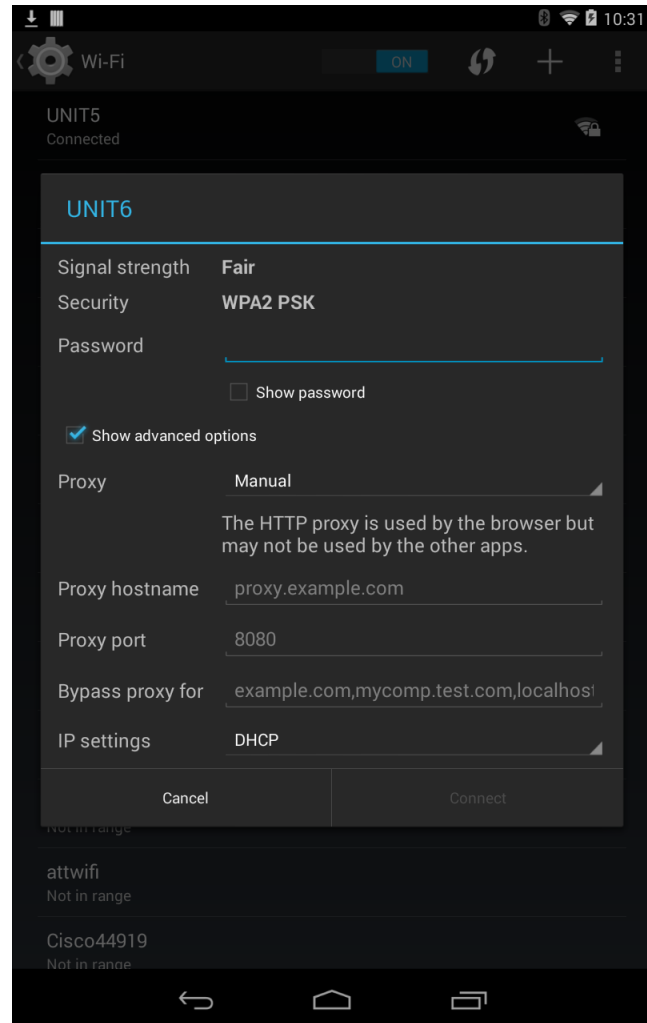 10:31
Wi-Fi
ON
UNIT5
Connected
UNIT6
Signal strength Fair
Security WPA2 PSK
Password
Show password
Show advanced options
Proxy Manual
The HTTP proxy is used by the browser but
may not be used by the other apps.
Proxy hostname proxy.example.com
Proxy port 8080
Bypass proxy for example.com,mycomp.test.com,localhost
IP settings DHCP
Cancel Connect
Not in range
attwifi
Not in range
Cisco44919
Not in range